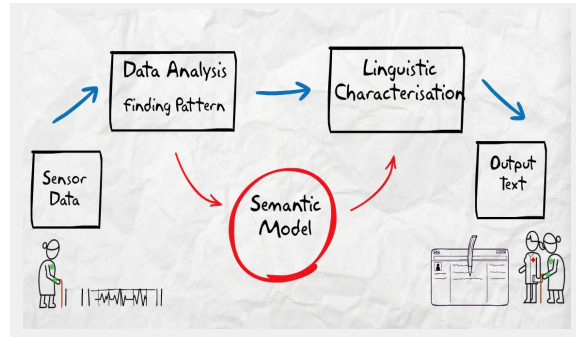 Data Analysis
Finding Pattern
Linguistic
Characterisation
Sensor
Data
Semantic
Model
Output
Text